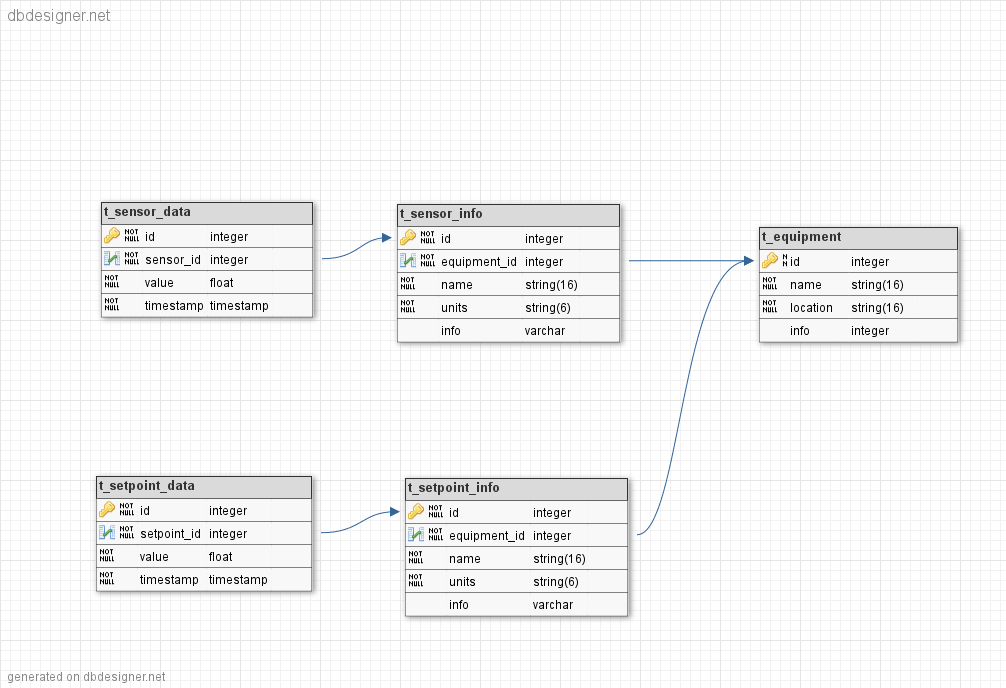 dbdesigner.net
t_sensor_data
NOT NULL id integer
NOT NULL sensor_id integer
NOT NULL value float
NOT NULL timestamp timestamp
t_sensor_info
NOT NULL id integer
NOT NULL equipment_id integer
NOT NULL name string(16)
NOT NULL units string(6)
info varchar
t_equipment
id integer
NOT NULL name string(16)
NOT NULL location string(16)
info integer
t_setpoint_data
NOT NULL id integer
NOT NULL setpoint_id integer
NOT NULL value float
NOT NULL timestamp timestamp
t_setpoint_info
NOT NULL id integer
NOT NULL equipment_id integer
NOT NULL name string(16)
NOT NULL units string(6)
info varchar
generated on dbdesigner.net